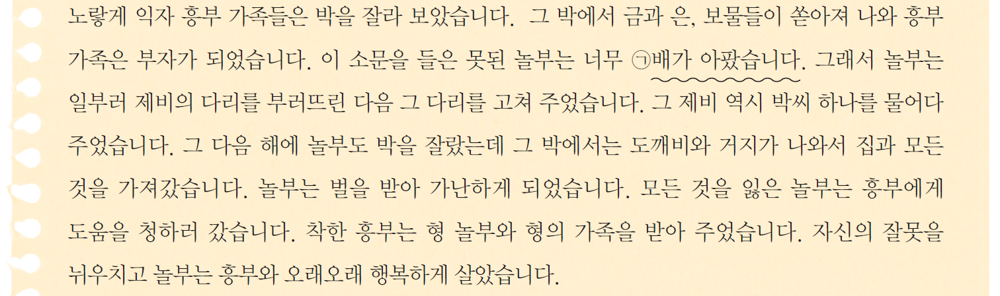 노랗게 익자 흥부 가족들은 박을 잘라 보았습니다. 그 박에서 금과 은, 보물들이 쏟아져 나와 흥부
가족은 부자가 되었습니다. 이 소문을 들은 못된 놀부는 너무 ㉠배가 아팠습니다. 그래서 놀부는
일부러 제비의 다리를 부러뜨린 다음 그 다리를 고쳐 주었습니다. 그 제비 역시 박씨 하나를 물어다
주었습니다. 그 다음 해에 놀부도 박을 잘랐는데 그 박에서는 도깨비와 거지가 나와서 집과 모든
것을 가져갔습니다. 놀부는 벌을 받아 가난하게 되었습니다. 모든 것을 잃은 놀부는 흥부에게
도움을 청하러 갔습니다. 착한 흥부는 형 놀부와 형의 가족을 받아 주었습니다. 자신의 잘못을
뉘우치고 놀부는 흥부와 오래오래 행복하게 살았습니다.